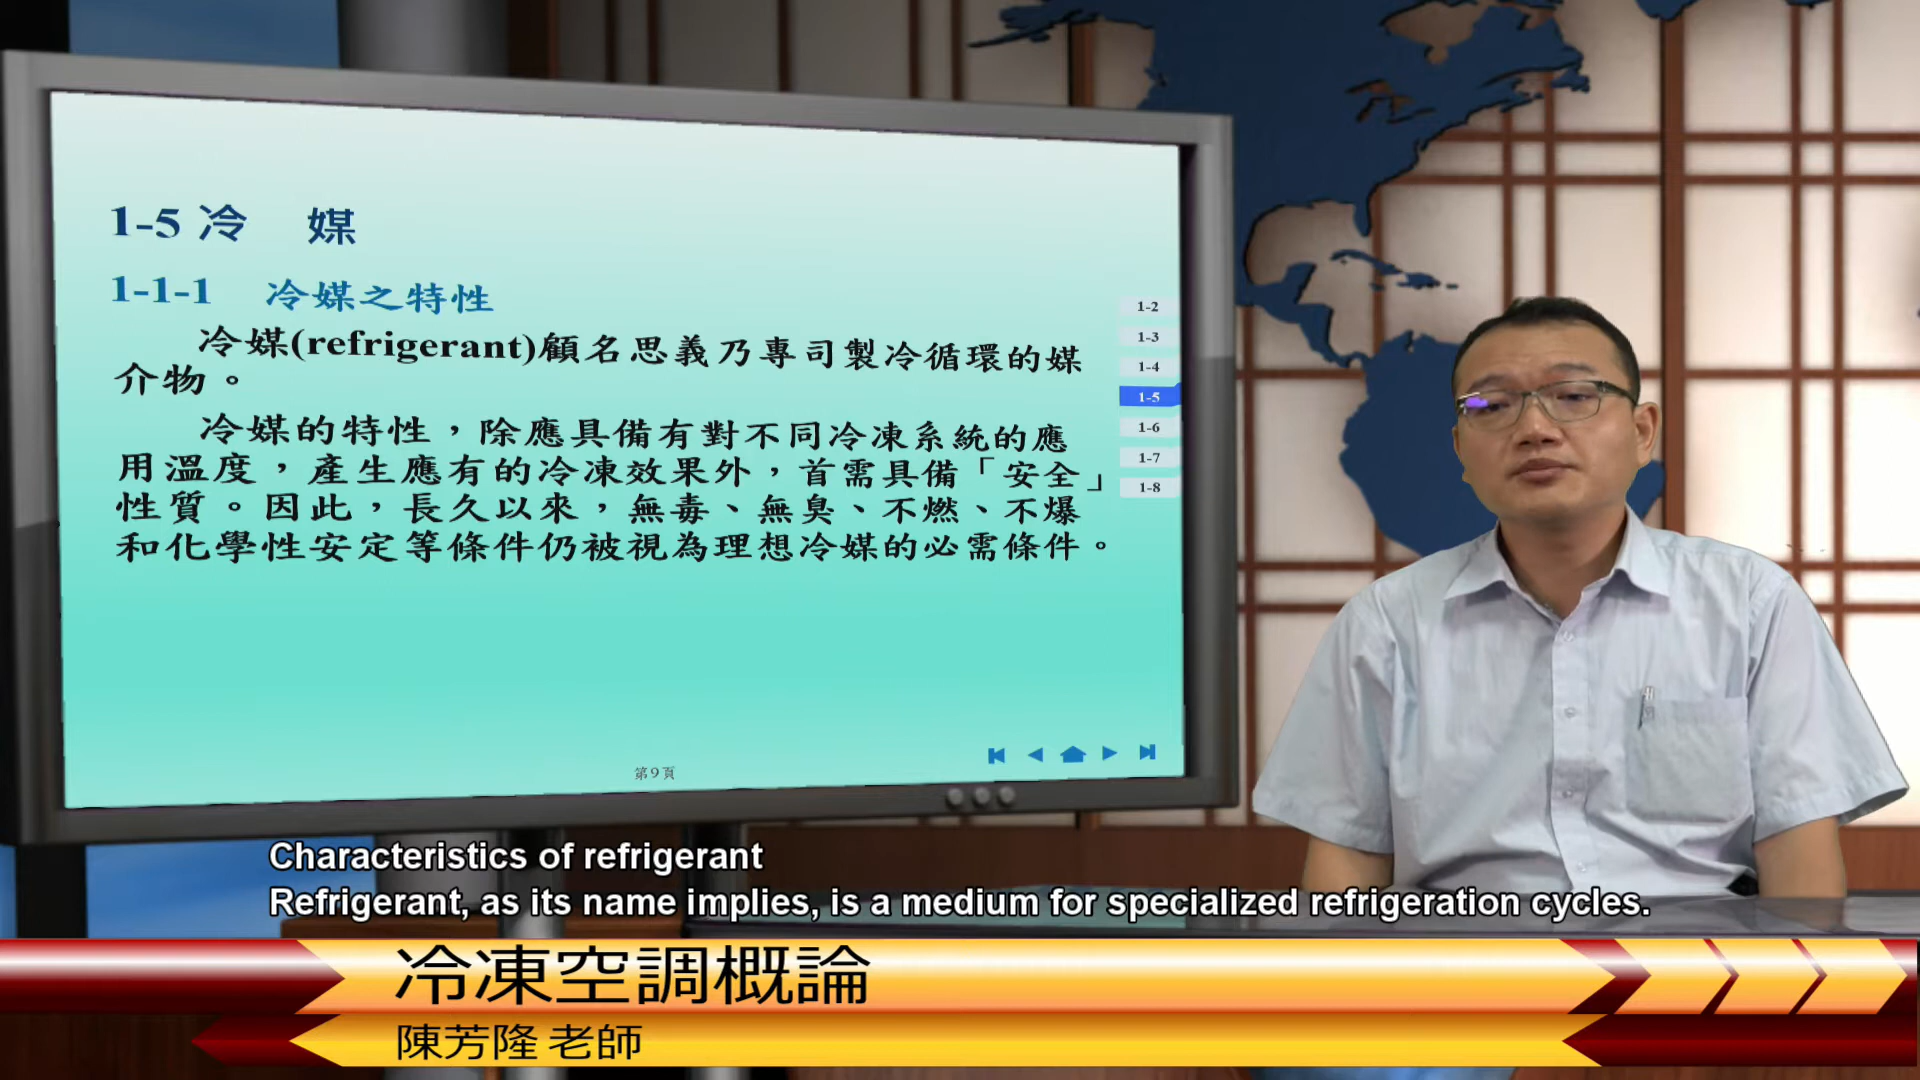 1-5 冷 媒
1-1-1 冷媒之特性
冷媒(refrigerant)顧名思義乃專司製冷循環的媒
介物。
冷媒的特性，除應具備有對不同冷凍系統的應
用溫度，產生應有的冷凍效果外，首需具備「安全」
性質。因此，長久以來，無毒、無臭、不燃、不爆
和化學性安定等條件仍被視為理想冷媒的必需條件。
1-2
1-3
1-4
1-5
1-6
1-7
1-8
第9頁
Characteristics of refrigerant
Refrigerant, as its name implies, is a medium for specialized refrigeration cycles.
冷凍空調概論
陳芳隆 老師